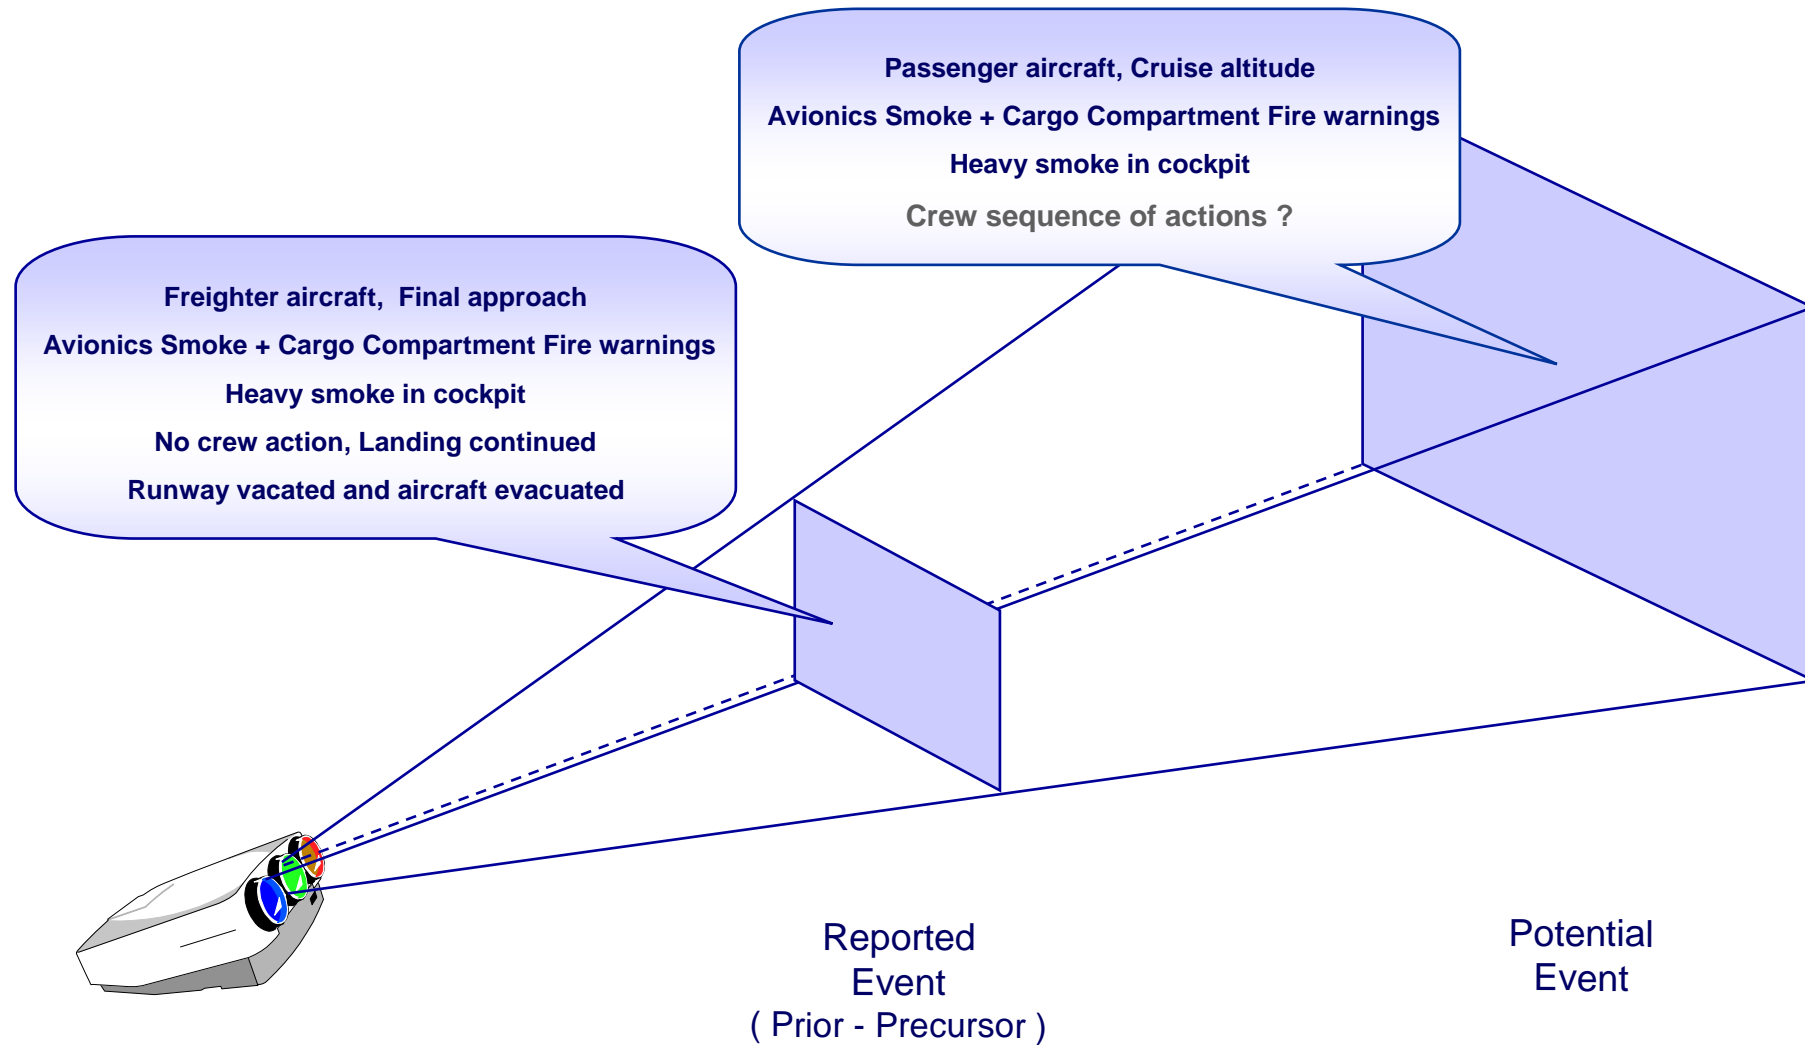 Passenger aircraft, Cruise altitude
Avionics Smoke + Cargo Compartment Fire warnings
Heavy smoke in cockpit
Crew sequence of actions ?
Freighter aircraft,  Final approach
Avionics Smoke + Cargo Compartment Fire warnings
Heavy smoke in cockpit
No crew action, Landing continued
Runway vacated and aircraft evacuated
Reported
Event
( Prior - Precursor )
Potential
Event